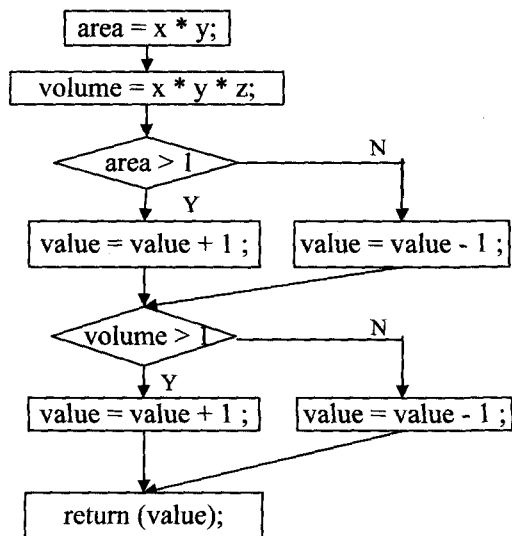 area = x * y;
volume = x * y * z;
area > 1
N
Y
value = value + 1 ;
value = value - 1 ;
volume > 1
N
Y
value = value + 1 ;
value = value - 1 ;
return (value);